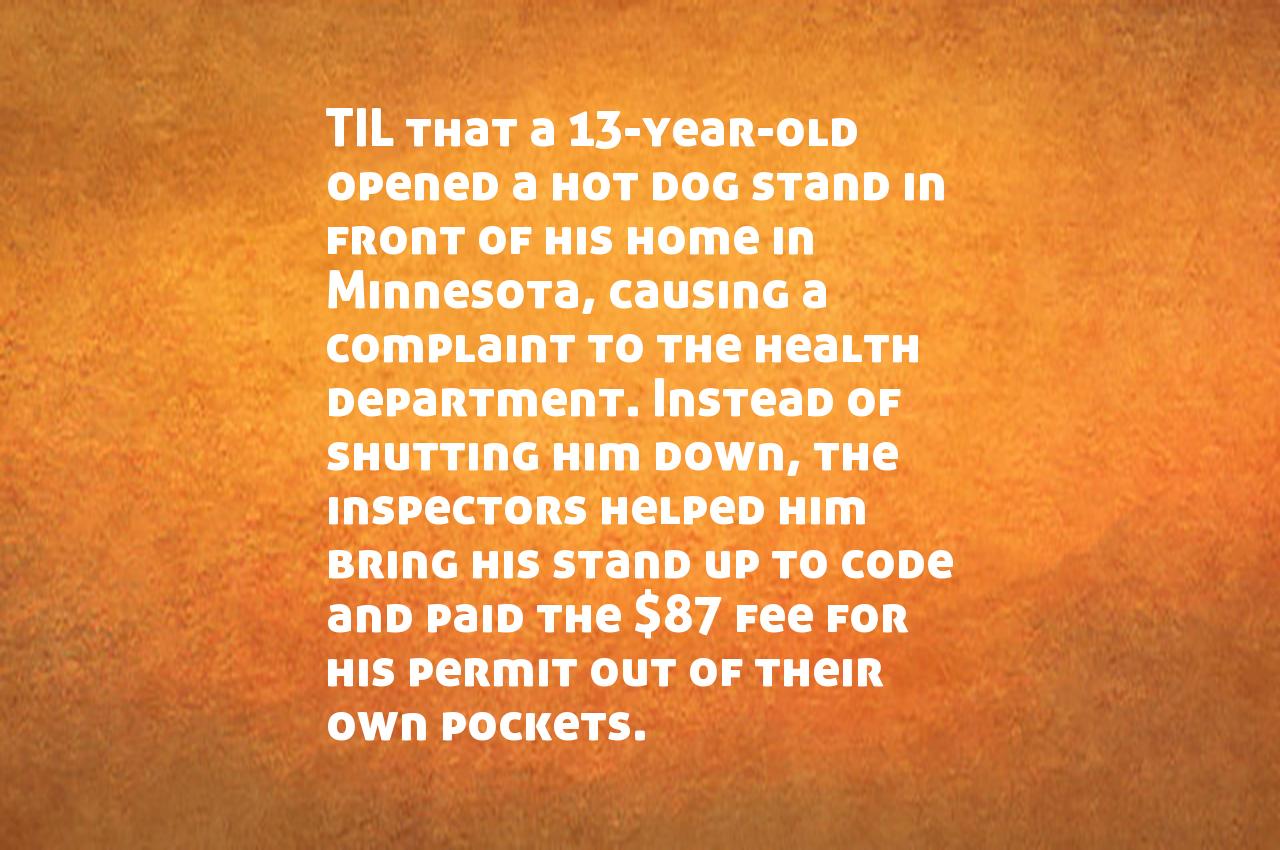 TIL that a 13-year-old
opened a hot dog stand in
front of his home in
Minnesota, causing a
complaint to the health
department. Instead of
shutting him down, the
inspectors helped him
bring his stand up to code
and paid the $87 fee for
his permit out of their
own pockets.